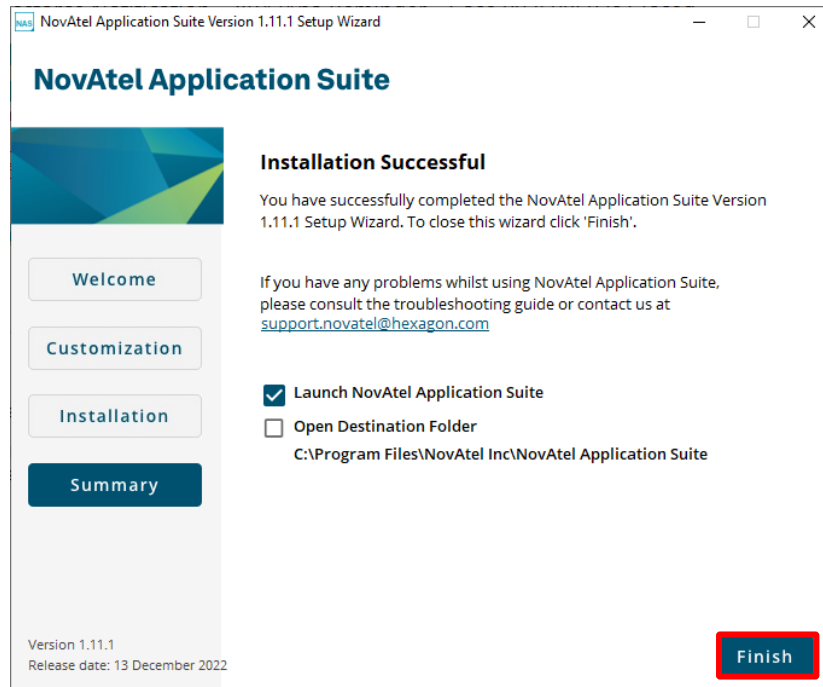 NAS NovAtel Application Suite Version 1.11.1 Setup Wizard
NovAtel Application Suite
Installation Successful
You have successfully completed the NovAtel Application Suite Version
1.11.1 Setup Wizard. To close this wizard click 'Finish'.
If you have any problems whilst using NovAtel Application Suite,
please consult the troubleshooting guide or contact us at
support.novatel@hexagon.com
Welcome
Customization
Installation
Summary
Launch NovAtel Application Suite
Open Destination Folder
C:\Program Files\NovAtel Inc\NovAtel Application Suite
Version 1.11.1
Release date: 13 December 2022
Finish